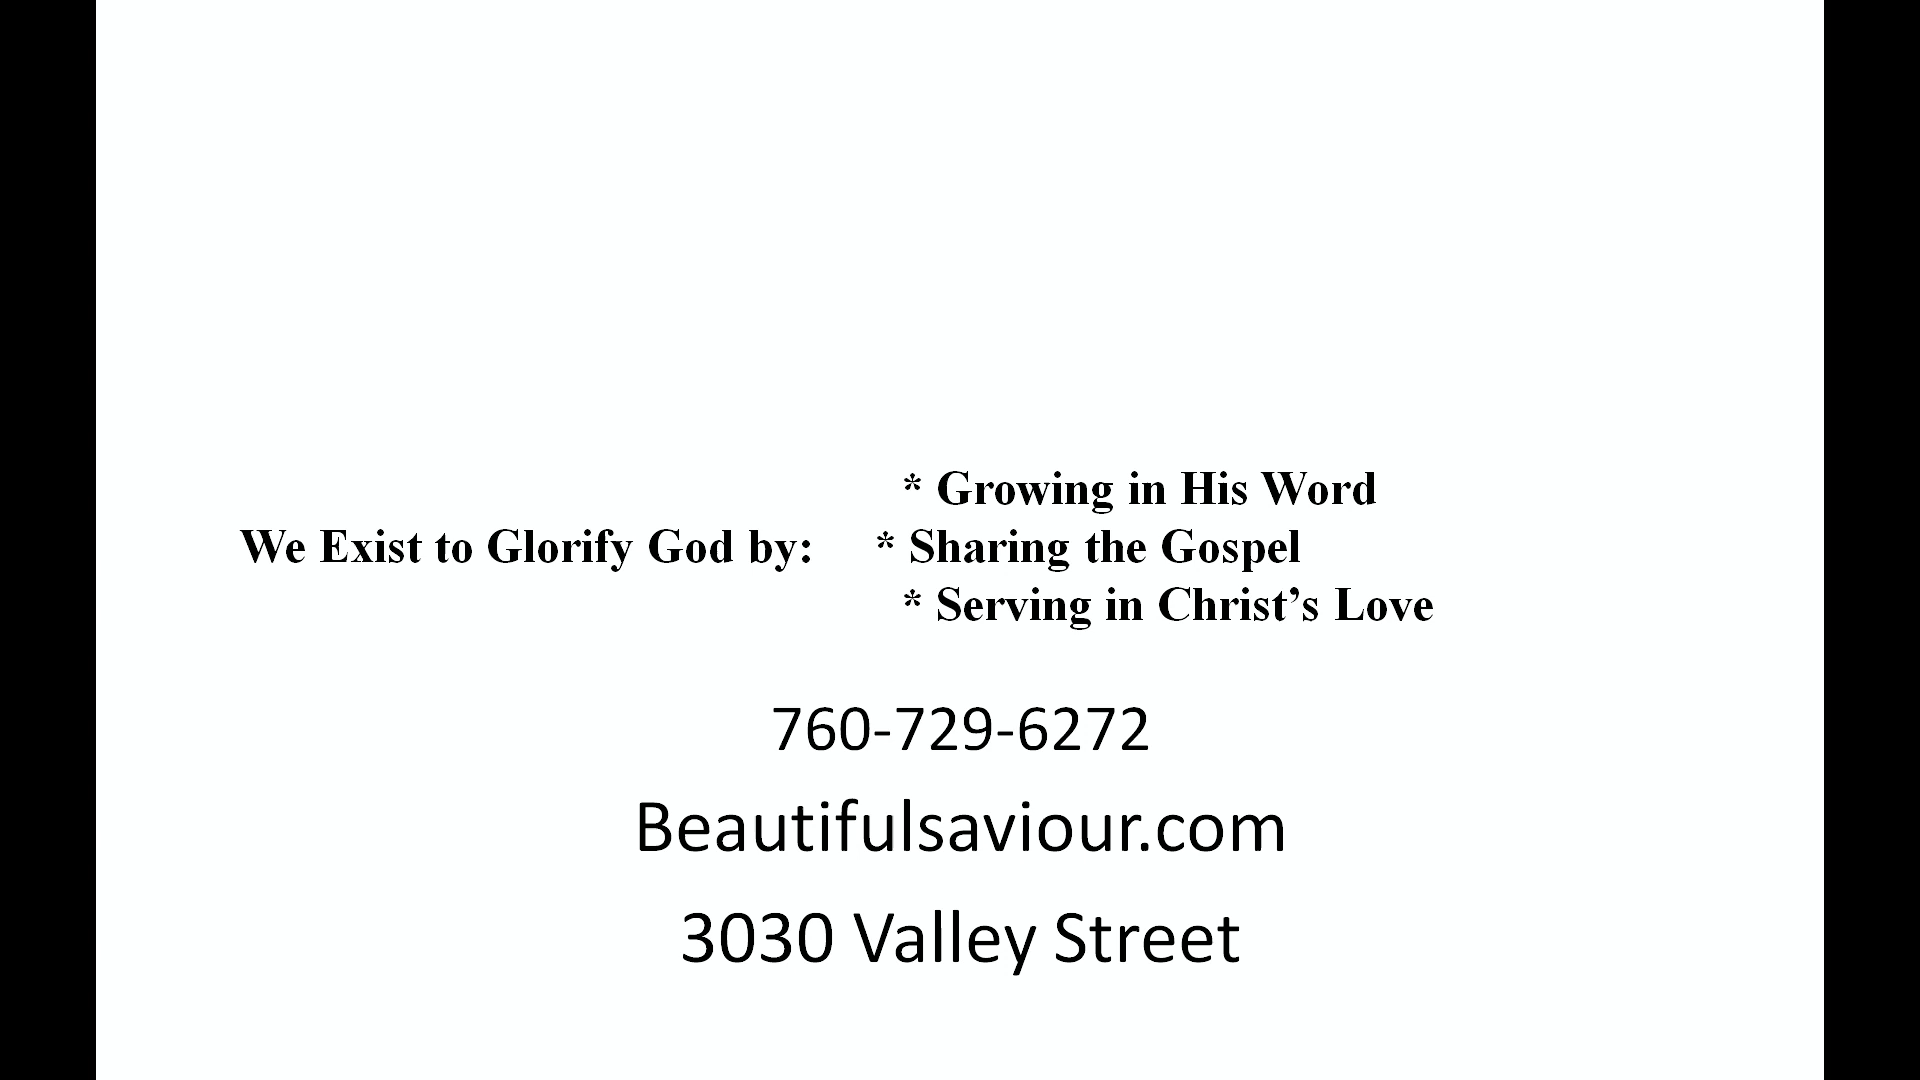 * Growing in His Word
We Exist to Glorify God by: * Sharing the Gospel
* Serving in Christ’s Love
760-729-6272
Beautifulsaviour.com
3030 Valley Street